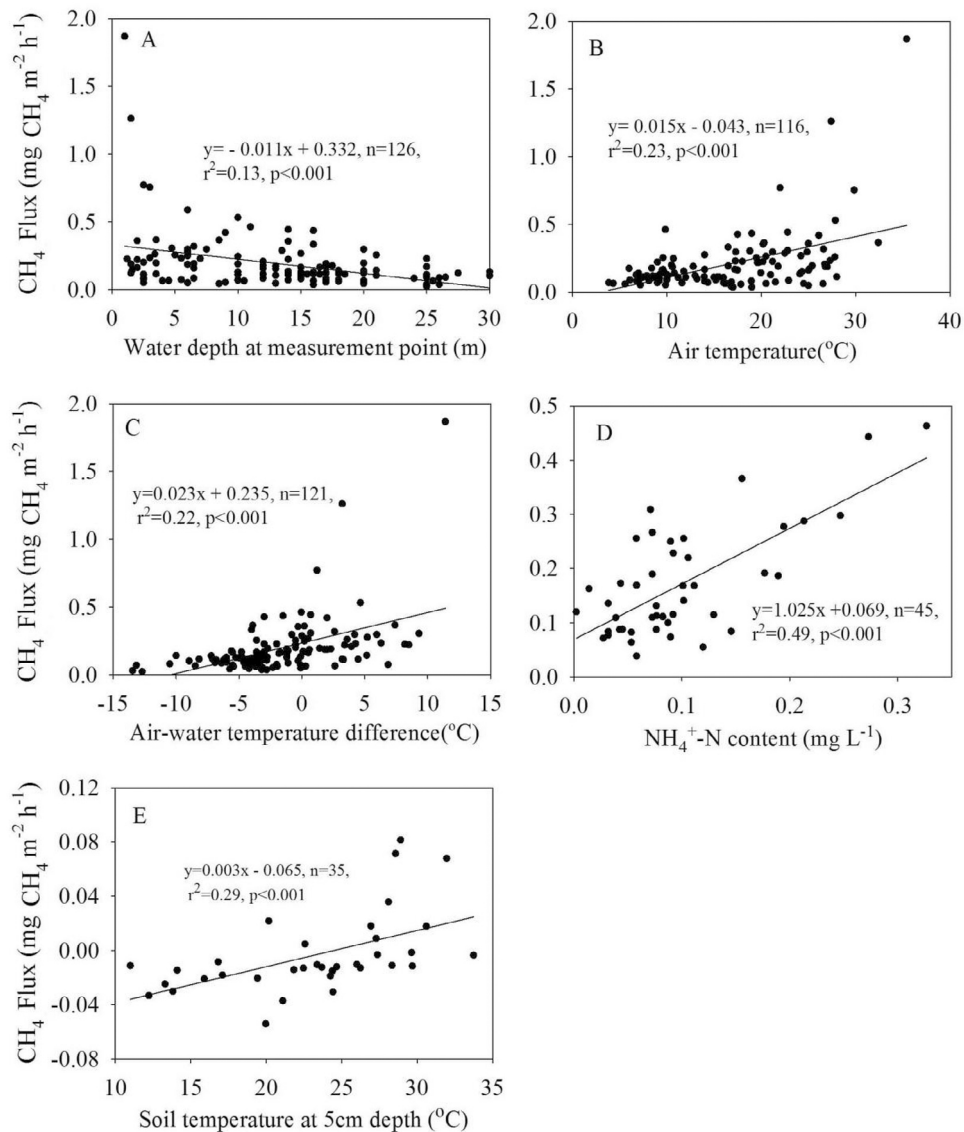 A
2.0
1.5
1.0
0.5
0.0
CH₄ Flux (mg CH₄ m⁻² h⁻¹)
y= - 0.011x + 0.332, n=126,
r²=0.13, p<0.001
0 5 10 15 20 25 30
Water depth at measurement point (m)
B
2.0
1.5
1.0
0.5
0.0
y= 0.015x - 0.043, n=116,
r²=0.23, p<0.001
0 10 20 30 40
Air temperature(°C)
C
2.0
1.5
1.0
0.5
0.0
CH₄ Flux (mg CH₄ m⁻² h⁻¹)
y=0.023x + 0.235, n=121,
r²=0.22, p<0.001
-15 -10 -5 0 5 10 15
Air-water temperature difference(°C)
D
0.5
0.4
0.3
0.2
0.1
0.0
y=1.025x +0.069, n=45,
r²=0.49, p<0.001
0.0 0.1 0.2 0.3
NH₄⁺-N content (mg L⁻¹)
E
0.12
0.08
0.04
0.00
-0.04
-0.08
CH₄ Flux (mg CH₄ m⁻² h⁻¹)
y=0.003x - 0.065, n=35,
r²=0.29, p<0.001
10 15 20 25 30 35
Soil temperature at 5cm depth (°C)